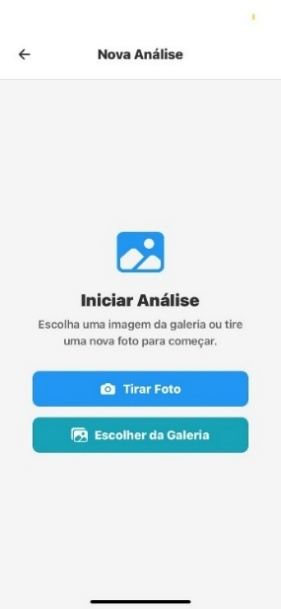 Nova Análise
Iniciar Análise
Escolha uma imagem da galeria ou tire
uma nova foto para começar.
Tirar Foto
Escolher da Galeria